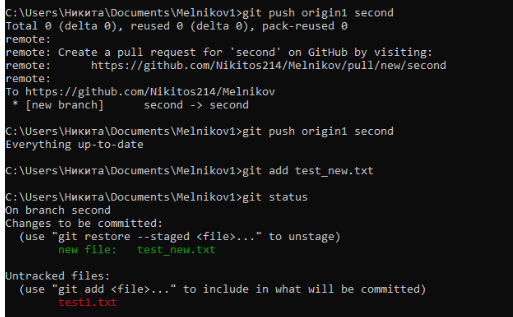 C:\Users\Никита\Documents\Melnikov1>git push origin1 second
Total 0 (delta 0), reused 0 (delta 0), pack-reused 0
remote:
remote: Create a pull request for 'second' on GitHub by visiting:
remote:      https://github.com/Nikitos214/Melnikov/pull/new/second
remote:
To https://github.com/Nikitos214/Melnikov
 * [new branch]      second -> second
C:\Users\Никита\Documents\Melnikov1>git push origin1 second
Everything up-to-date
C:\Users\Никита\Documents\Melnikov1>git add test_new.txt
C:\Users\Никита\Documents\Melnikov1>git status
On branch second
Changes to be committed:
  (use "git restore --staged <file>..." to unstage)
        new file:   test_new.txt
Untracked files:
  (use "git add <file>..." to include in what will be committed)
        test1.txt